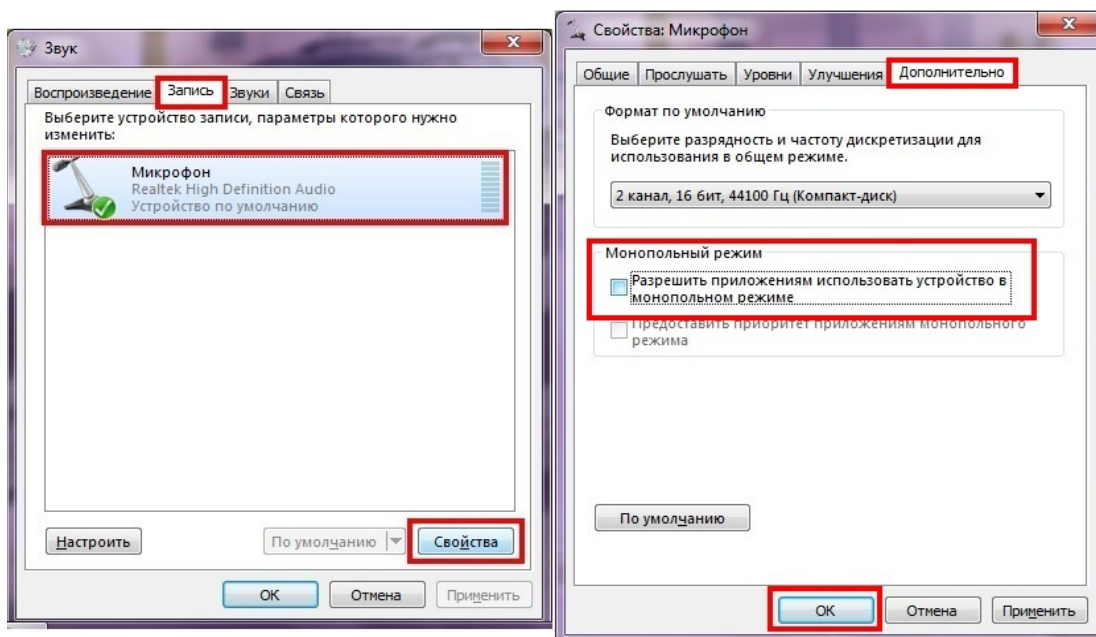 Звук
Воспроизведение Запись Звуки Связь
Выберите устройство записи, параметры которого нужно
изменить:
Микрофон
Realtek High Definition Audio
Устройство по умолчанию
Настроить По умолчанию Свойства
ОК Отмена Применить
Свойства: Микрофон
Общие Прослушать Уровни Улучшения Дополнительно
Формат по умолчанию
Выберите разрядность и частоту дискретизации для
использования в общем режиме.
2 канал, 16 бит, 44100 Гц (Компакт-диск)
Монопольный режим
Разрешить приложениям использовать устройство в
монопольном режиме
Предоставить приоритет приложениям монопольного
режима
По умолчанию
ОК Отмена Применить